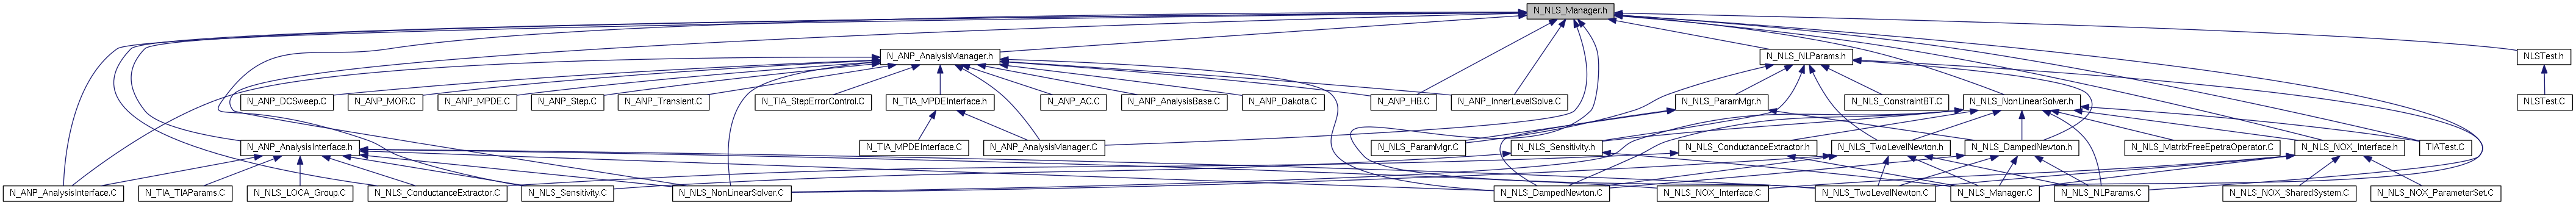 N_NLS_Manager.h
N_ANP_AnalysisManager.h
N_NLS_NLParams.h
NLSTest.h
N_ANP_DCSweep.C
N_ANP_MOR.C
N_ANP_MPDE.C
N_ANP_Step.C
N_ANP_Transient.C
N_TIA_StepErrorControl.C
N_TIA_MPDEInterface.h
N_ANP_AC.C
N_ANP_AnalysisBase.C
N_ANP_Dakota.C
N_ANP_HB.C
N_ANP_InnerLevelSolve.C
N_NLS_ParamMgr.h
N_NLS_ConstraintBT.C
N_NLS_NonLinearSolver.h
NLSTest.C
N_ANP_AnalysisInterface.h
N_TIA_MPDEInterface.C
N_ANP_AnalysisManager.C
N_NLS_ParamMgr.C
N_NLS_Sensitivity.h
N_NLS_ConductanceExtractor.h
N_NLS_TwoLevelNewton.h
N_NLS_DampedNewton.h
N_NLS_MatrixFreeEpetraOperator.C
N_NLS_NOX_Interface.h
TIATest.C
N_ANP_AnalysisInterface.C
N_TIA_TIAParams.C
N_NLS_LOCA_Group.C
N_NLS_ConductanceExtractor.C
N_NLS_Sensitivity.C
N_NLS_NonLinearSolver.C
N_NLS_DampedNewton.C
N_NLS_NOX_Interface.C
N_NLS_TwoLevelNewton.C
N_NLS_Manager.C
N_NLS_NLParams.C
N_NLS_NOX_SharedSystem.C
N_NLS_NOX_ParameterSet.C